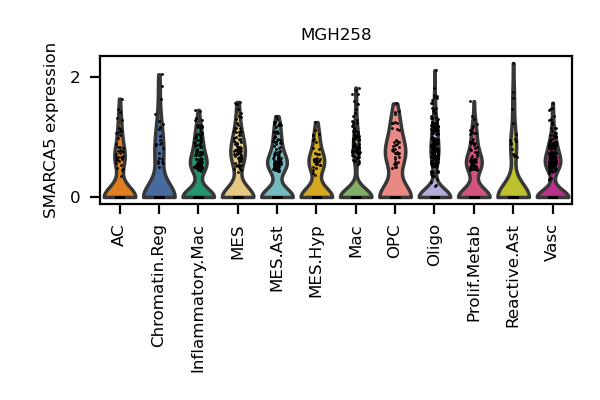 MGH258
SMARCA5 expression
2
0
AC
Chromatin.Reg
Inflammatory.Mac
MES
MES.Ast
MES.Hyp
Mac
OPC
Oligo
Prolif.Metab
Reactive.Ast
Vasc